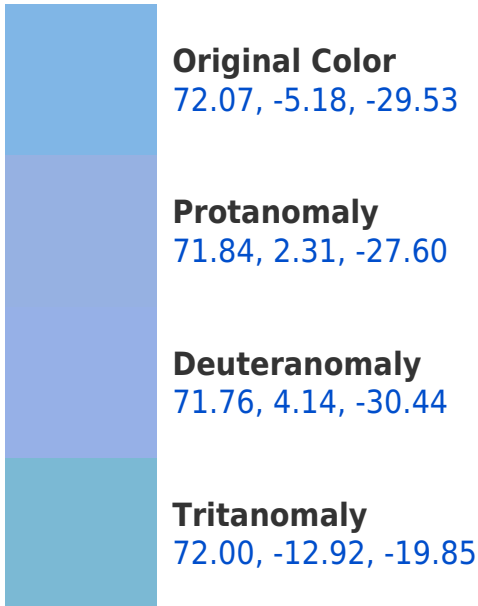 Original Color
72.07, -5.18, -29.53
Protanomaly
71.84, 2.31, -27.60
Deuteranomaly
71.76, 4.14, -30.44
Tritanomaly
72.00, -12.92, -19.85